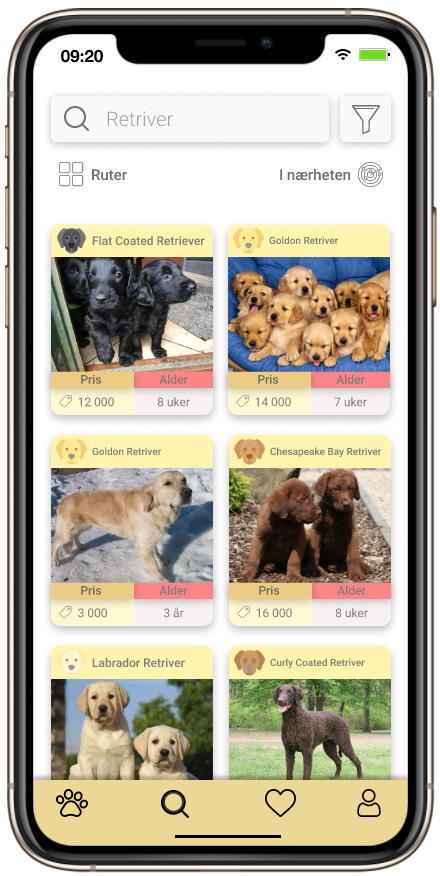 09:20
Retriver
Ruter
I nærheten
Flat Coated Retriever
Goldon Retriver
Pris Alder
12 000 8 uker
Pris Alder
14 000 7 uker
Goldon Retriver
Chesapeake Bay Retriver
Pris Alder
3 000 3 år
Pris Alder
16 000 8 uker
Labrador Retriver
Curly Coated Retriver